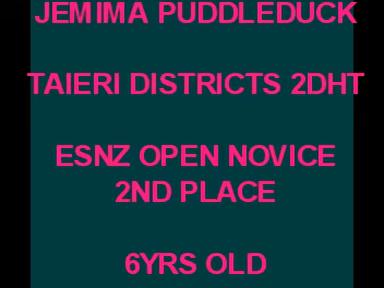 JEMIMA PUDDLEDUCK
TAIERI DISTRICTS 2DHT
ESNZ OPEN NOVICE
2ND PLACE
6YRS OLD